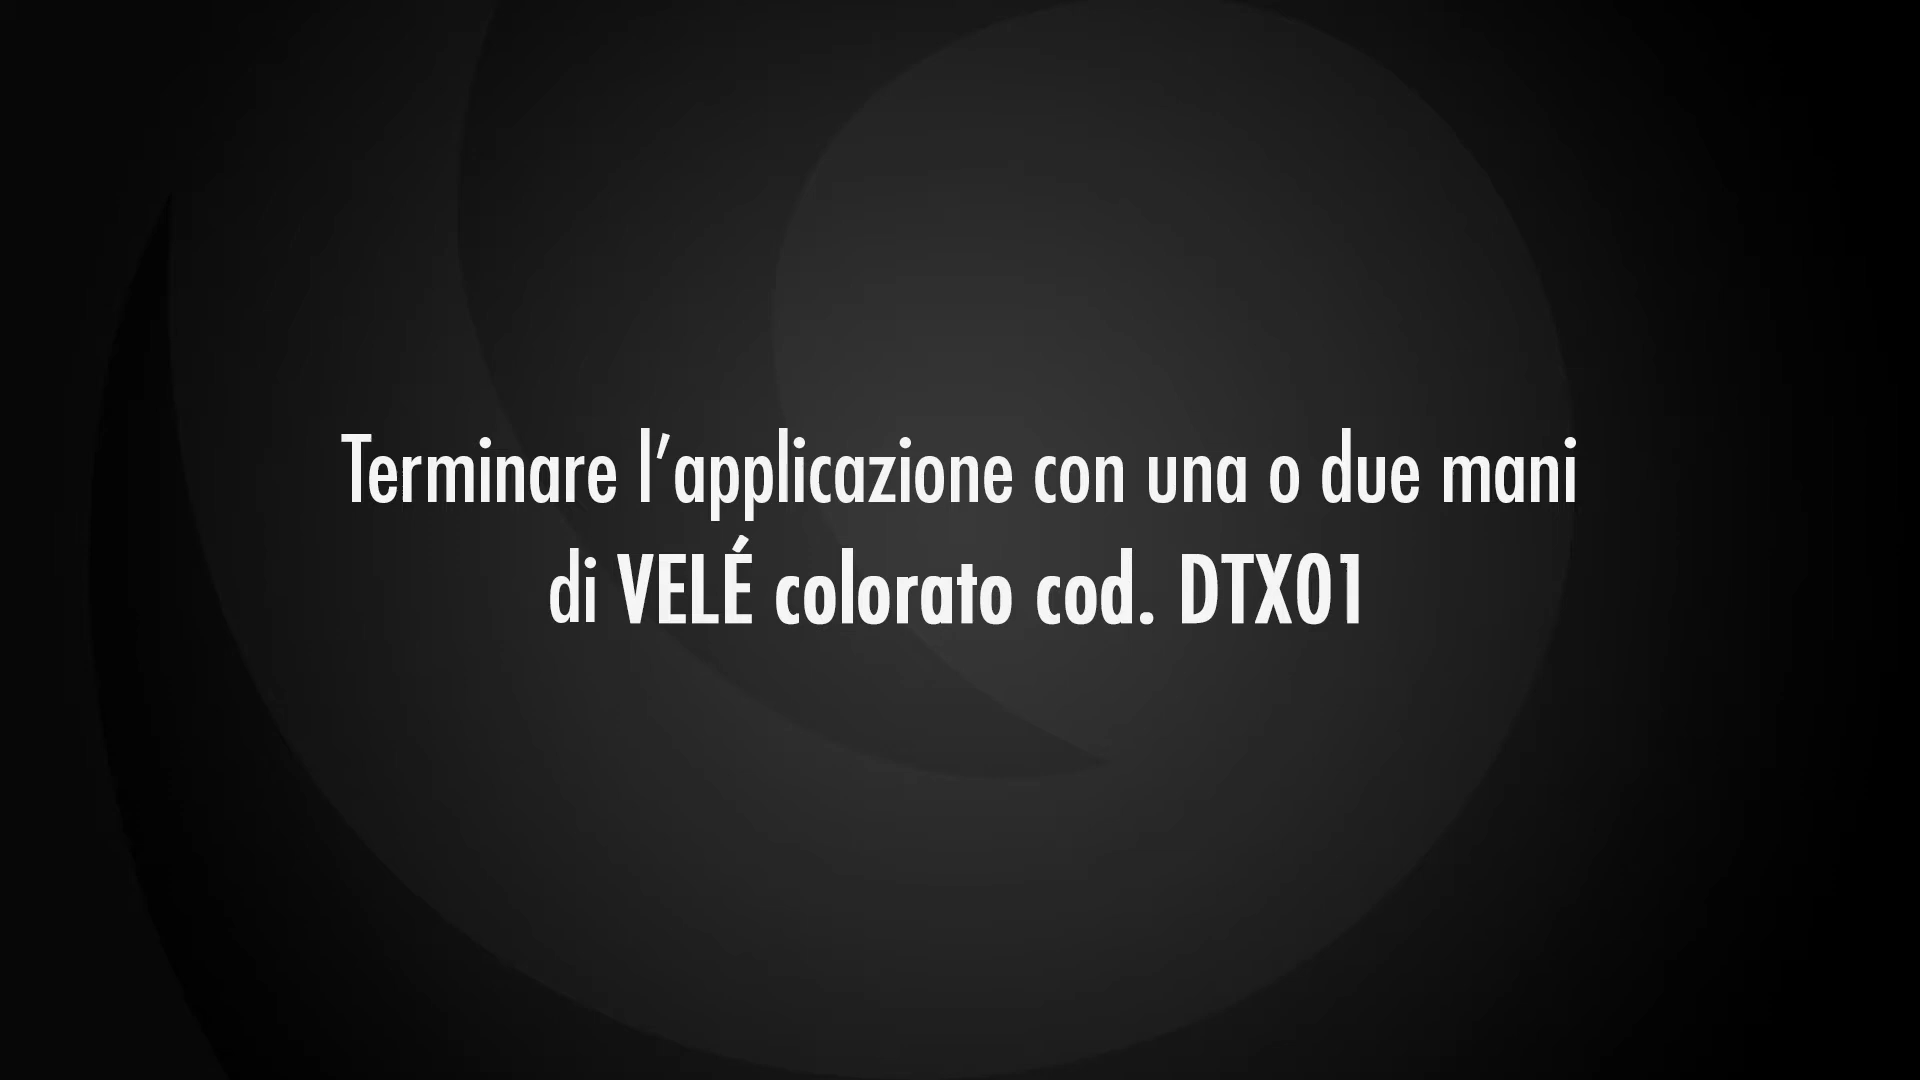 Terminare l’applicazione con una o due mani
di VELÉ colorato cod. DTX01